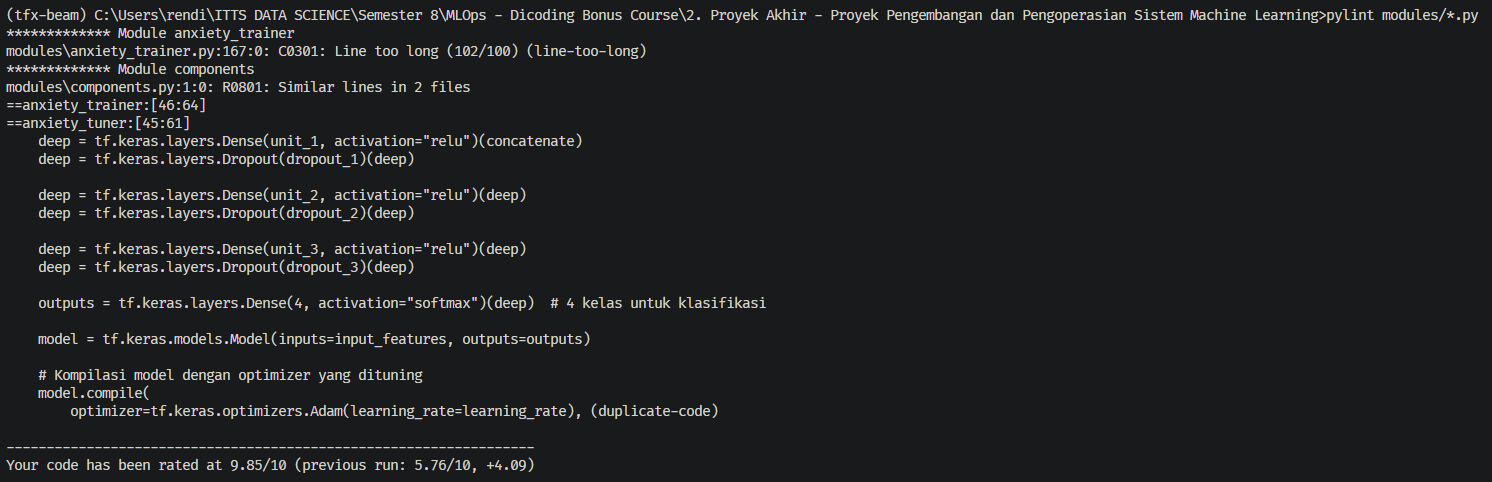 (tfx-beam) C:\Users\rendi\ITTS DATA SCIENCE\Semester 8\MLOps - Dicoding Bonus Course\2. Proyek Akhir - Proyek Pengembangan dan Pengoperasian Sistem Machine Learning>pylint modules/*.py
************* Module anxiety_trainer
modules\anxiety_trainer.py:167:0: C0301: Line too long (102/100) (line-too-long)
************* Module components
modules\components.py:1:0: R0801: Similar lines in 2 files
==anxiety_trainer:[46:64]
==anxiety_tuner:[45:61]
    deep = tf.keras.layers.Dense(unit_1, activation="relu")(concatenate)
    deep = tf.keras.layers.Dropout(dropout_1)(deep)

    deep = tf.keras.layers.Dense(unit_2, activation="relu")(deep)
    deep = tf.keras.layers.Dropout(dropout_2)(deep)

    deep = tf.keras.layers.Dense(unit_3, activation="relu")(deep)
    deep = tf.keras.layers.Dropout(dropout_3)(deep)

    outputs = tf.keras.layers.Dense(4, activation="softmax")(deep)  # 4 kelas untuk klasifikasi

    model = tf.keras.models.Model(inputs=input_features, outputs=outputs)

    # Kompilasi model dengan optimizer yang dituning
    model.compile(
        optimizer=tf.keras.optimizers.Adam(learning_rate=learning_rate), (duplicate-code)

------------------------------------------------------------------
Your code has been rated at 9.85/10 (previous run: 5.76/10, +4.09)